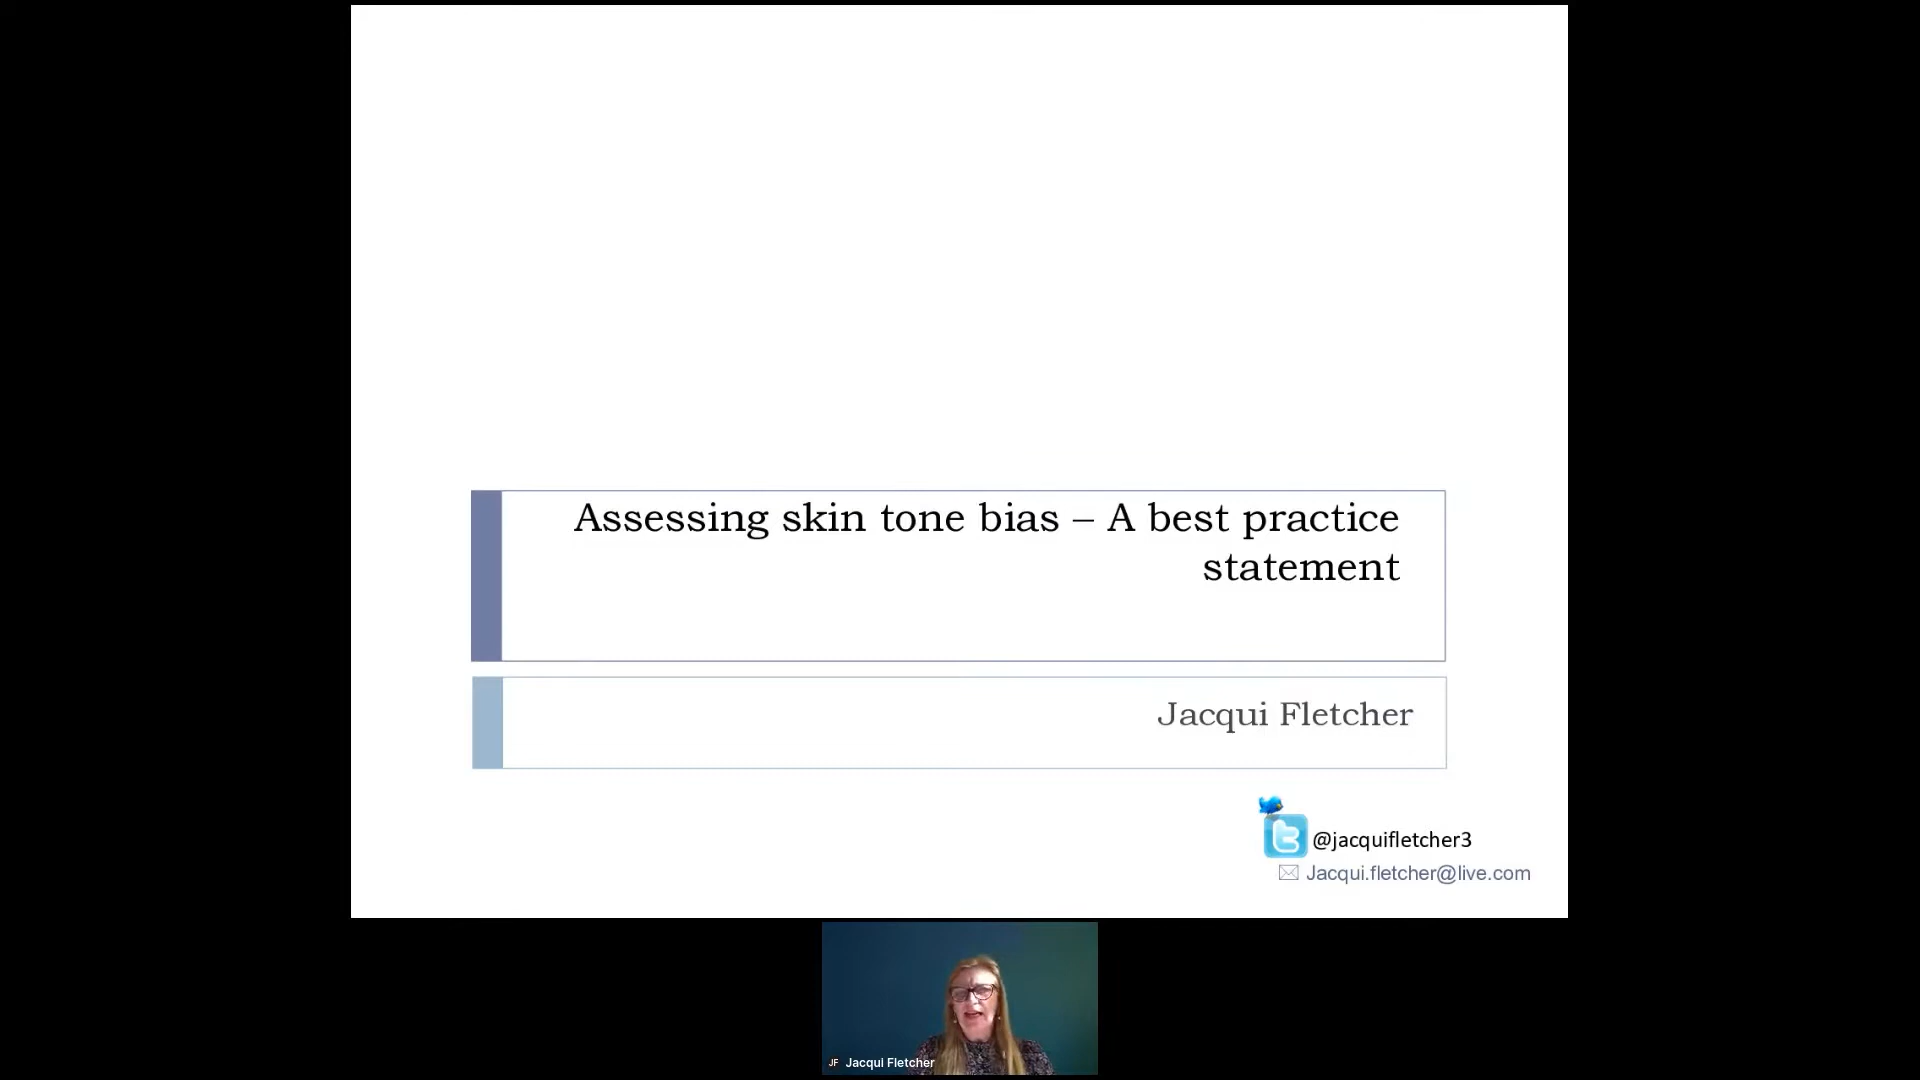 Assessing skin tone bias – A best practice
statement
Jacqui Fletcher
@jacquifletcher3
Jacqui.fletcher@live.com
JF Jacqui Fletcher